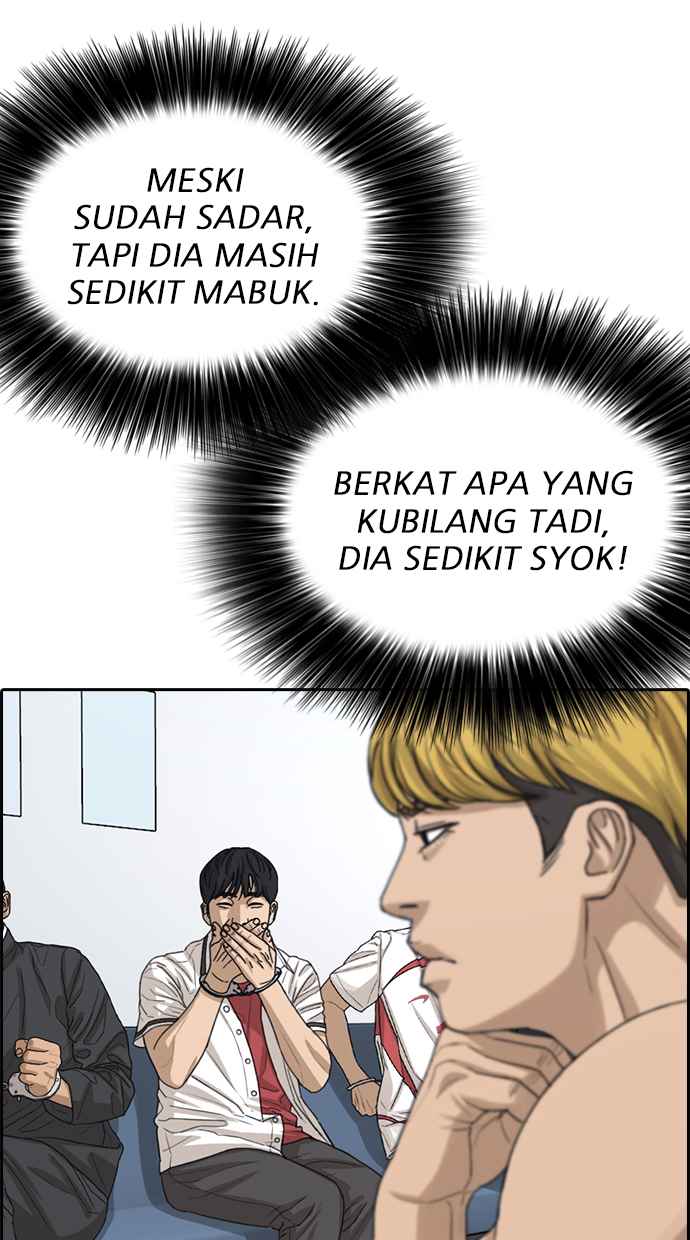 MESKI
SUDAH SADAR,
TAPI DIA MASIH
SEDIKIT MABUK.
BERKAT APA YANG
KUBILANG TADI,
DIA SEDIKIT SYOK!